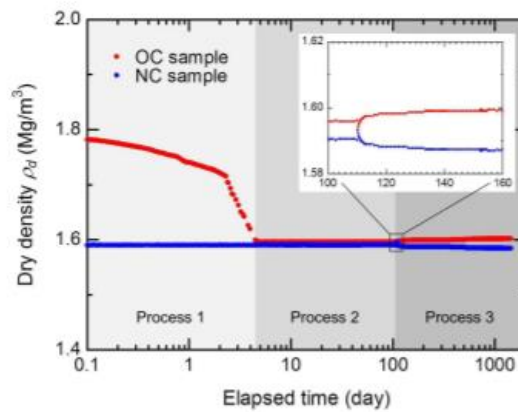 2.0
OC sample
NC sample
1.62
1.60
1.58
100 120 140 160
1.8
1.6
1.4
Dry density ρd (Mg/m³)
Process 1 Process 2 Process 3
0.1 1 10 100 1000
Elapsed time (day)